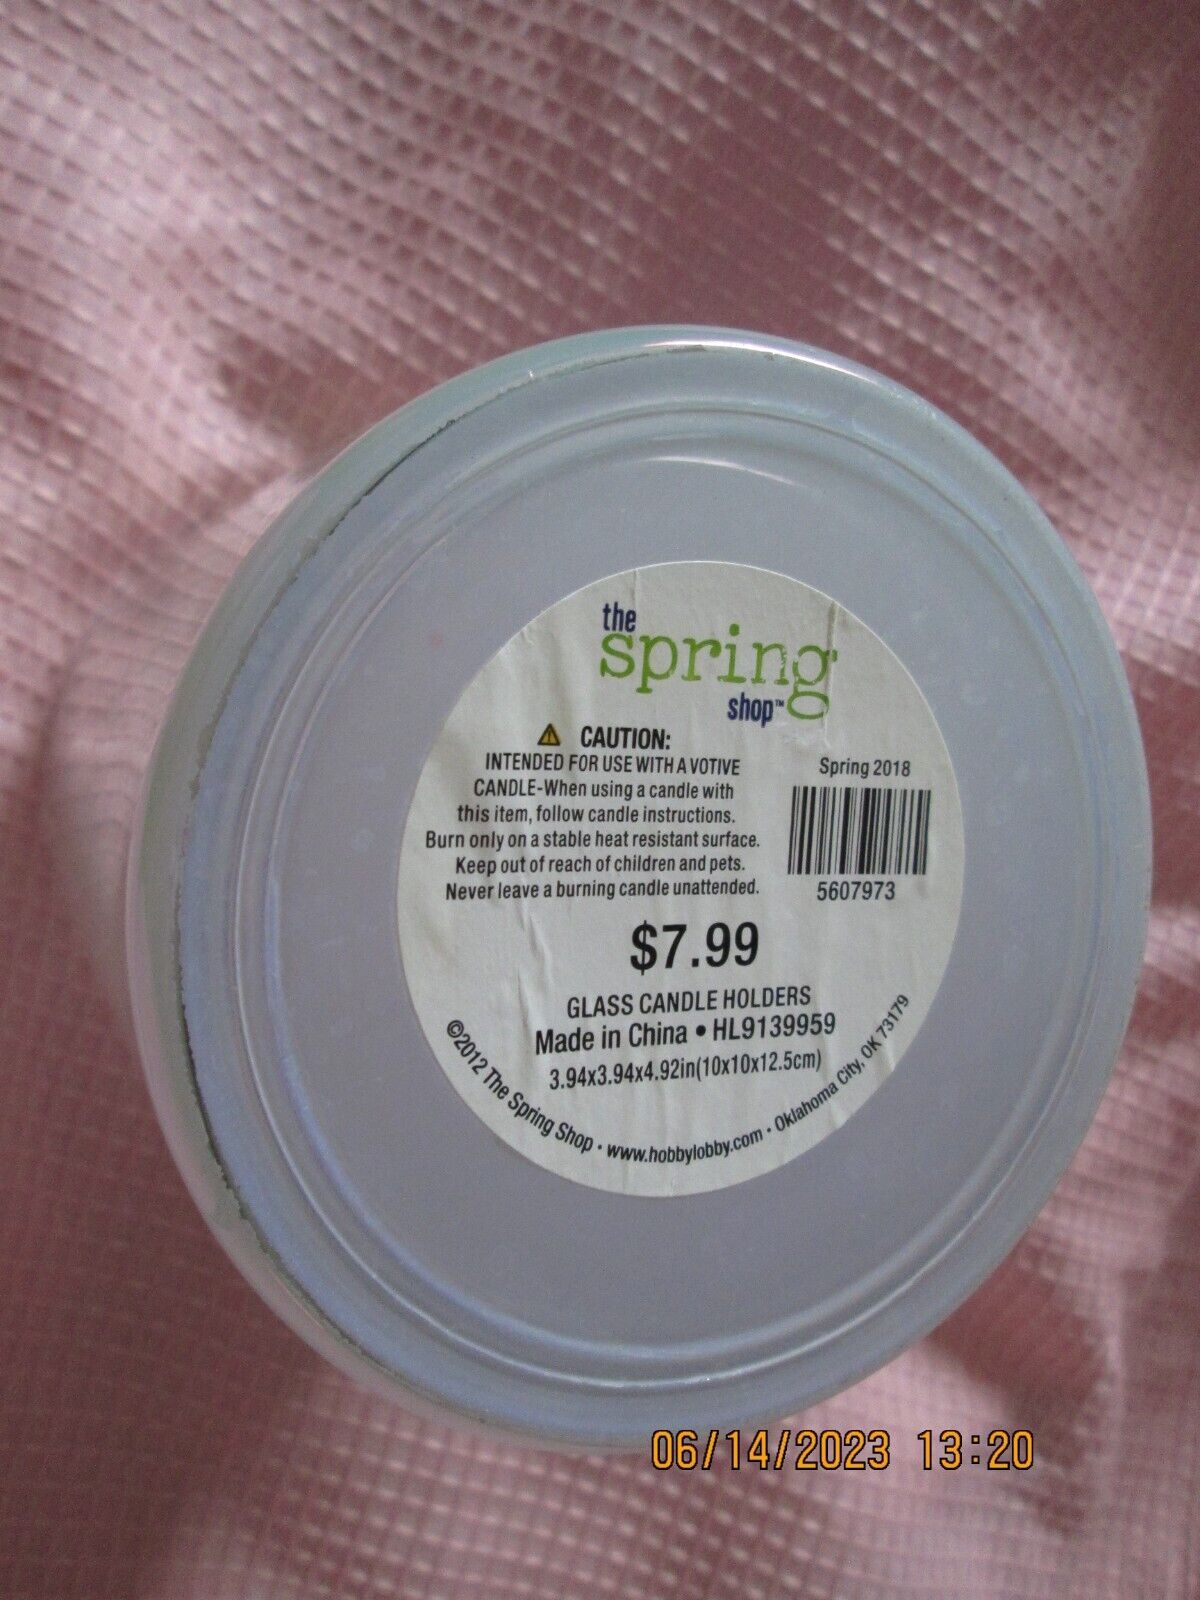 the
spring
shop™
⚠ CAUTION:
INTENDED FOR USE WITH A VOTIVE
CANDLE-When using a candle with
this item, follow candle instructions.
Burn only on a stable heat resistant surface.
Keep out of reach of children and pets.
Never leave a burning candle unattended.
Spring 2018
5607973
$7.99
GLASS CANDLE HOLDERS
Made in China • HL9139959
3.94x3.94x4.92in(10x10x12.5cm)
©2012 The Spring Shop • www.hobbylobby.com • Oklahoma City, OK 73179
06/14/2023 13:20